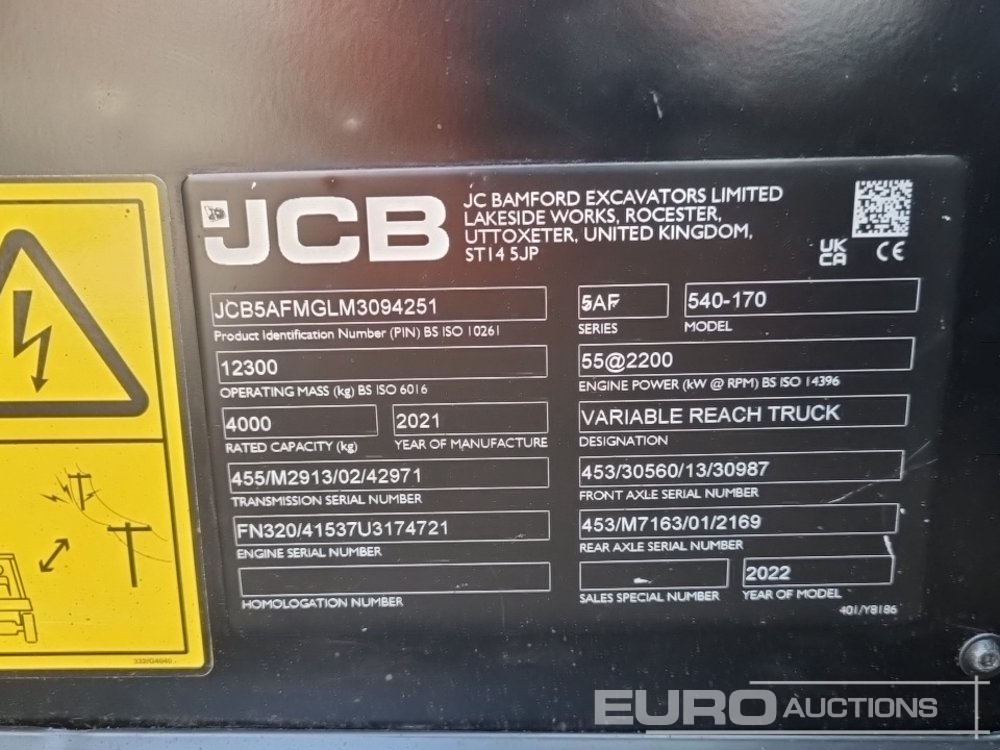 JCB
JC BAMFORD EXCAVATORS LIMITED
LAKESIDE WORKS, ROCESTER,
UTTOXETER, UNITED KINGDOM,
ST14 5JP
UK
CA CE
JCB5AFMGLM3094251
Product Identification Number (PIN) BS ISO 10261
5AF
SERIES
540-170
MODEL
12300
OPERATING MASS (kg) BS ISO 6016
55@2200
ENGINE POWER (kW @ RPM) BS ISO 14396
4000
RATED CAPACITY (kg)
2021
YEAR OF MANUFACTURE
VARIABLE REACH TRUCK
DESIGNATION
455/M2913/02/42971
TRANSMISSION SERIAL NUMBER
453/30560/13/30987
FRONT AXLE SERIAL NUMBER
FN320/41537U3174721
ENGINE SERIAL NUMBER
453/M7163/01/2169
REAR AXLE SERIAL NUMBER
HOMOLOGATION NUMBER
SALES SPECIAL NUMBER
2022
YEAR OF MODEL
401/Y8186
EURO AUCTIONS